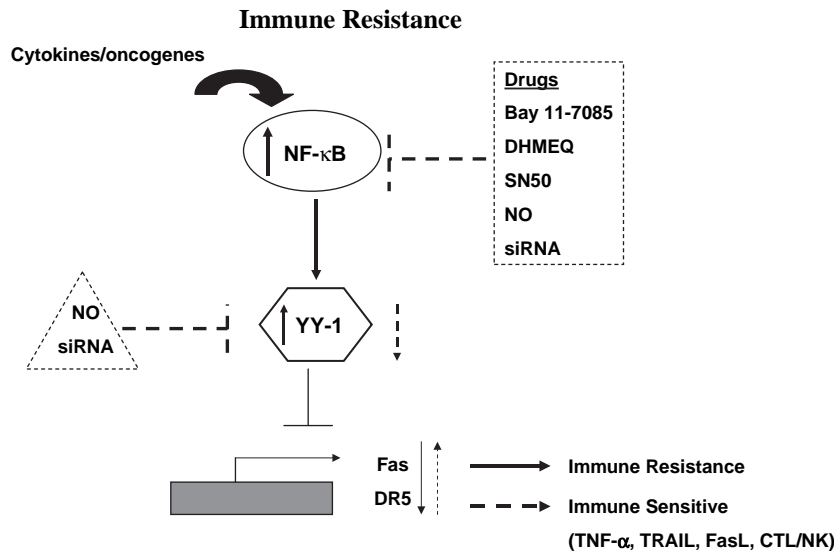 Immune Resistance
Cytokines/oncogenes
NF-κB
Drugs
Bay 11-7085
DHMEQ
SN50
NO
siRNA
NO
siRNA
YY-1
Fas
DR5
Immune Resistance
Immune Sensitive
(TNF-α, TRAIL, FasL, CTL/NK)